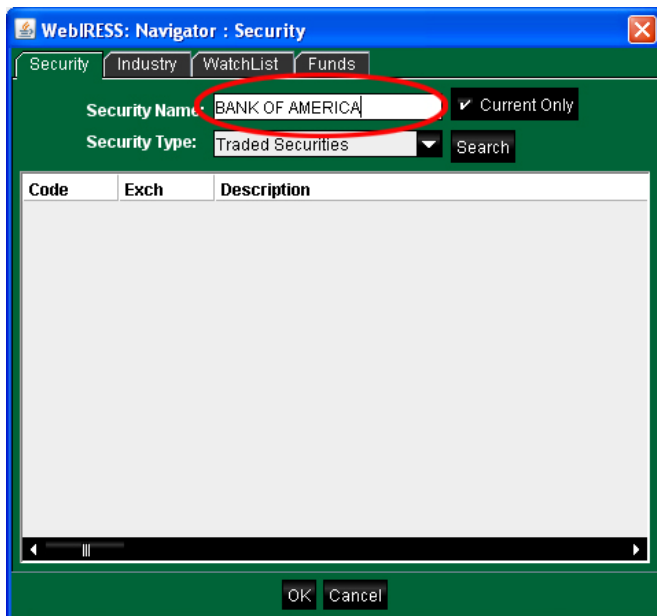 WebIRESS: Navigator : Security
Security Industry WatchList Funds
Security Name: BANK OF AMERICA Current Only
Security Type: Traded Securities Search
Code Exch Description
OK Cancel